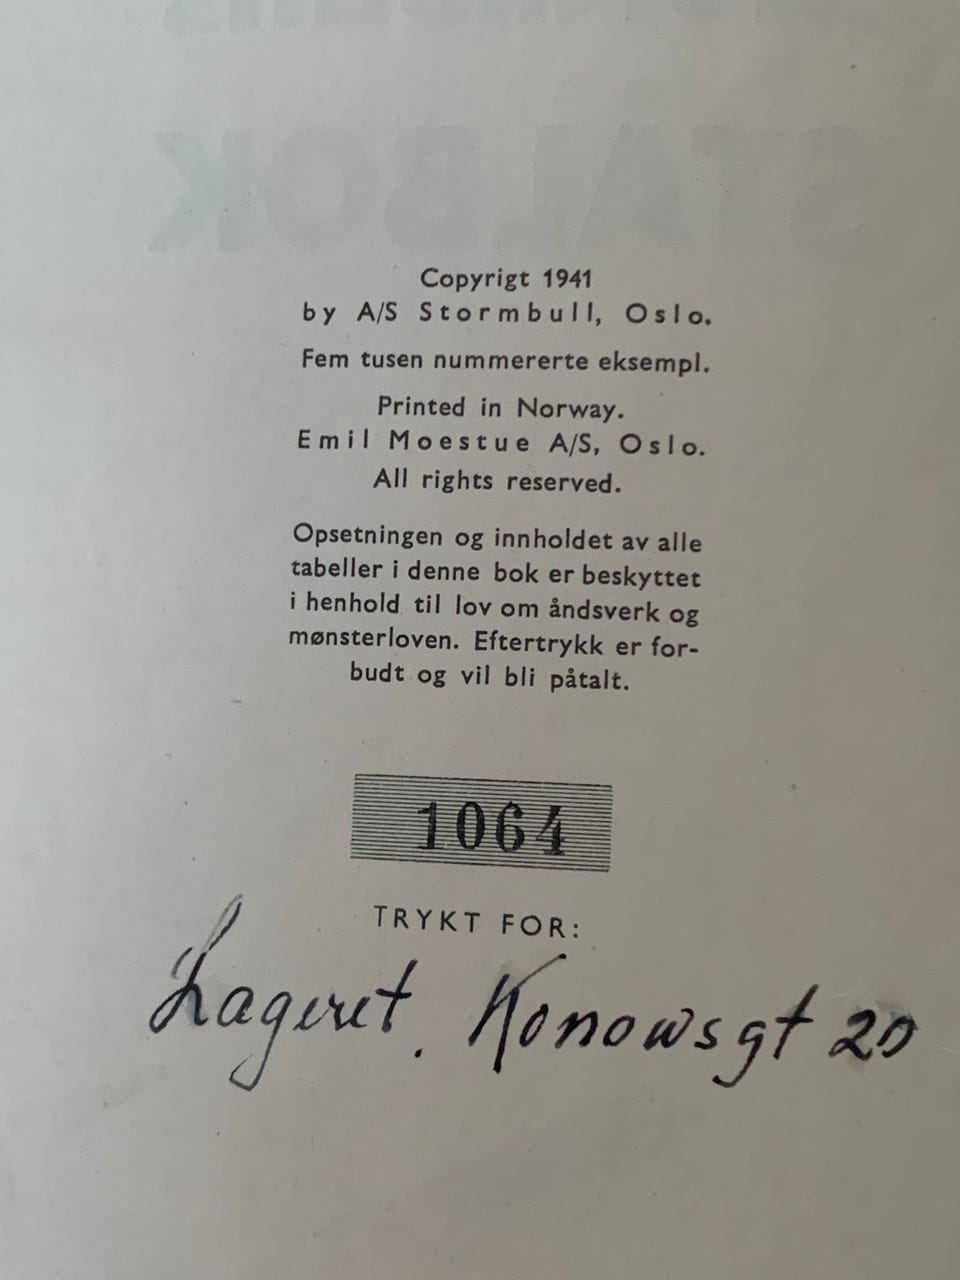 Copyrigt 1941
by A/S Stormbull, Oslo.
Fem tusen nummererte eksempl.
Printed in Norway.
Emil Moestue A/S, Oslo.
All rights reserved.
Opsetningen og innholdet av alle
tabeller i denne bok er beskyttet
i henhold til lov om åndsverk og
mønsterloven. Eftertrykk er for-
budt og vil bli påtalt.
1064
TRYKT FOR:
Lageret. Konowsgt 20